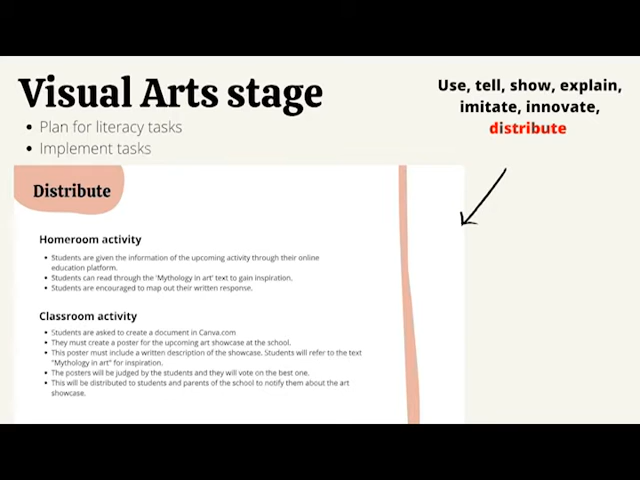 Visual Arts stage
• Plan for literacy tasks
• Implement tasks
Use, tell, show, explain,
imitate, innovate,
distribute
Distribute
Homeroom activity
• Students are given the information of the upcoming activity through their online
education platform.
• Students can read through the 'Mythology in art' text to gain inspiration.
• Students are encouraged to map out their written response.
Classroom activity
• Students are asked to create a document in Canva.com
• They must create a poster for the upcoming art showcase at the school.
• This poster must include a written description of the showcase. Students will refer to the text
"Mythology in art" for inspiration.
• The posters will be judged by the students and they will vote on the best one.
• This will be distributed to students and parents of the school to notify them about the art
showcase.